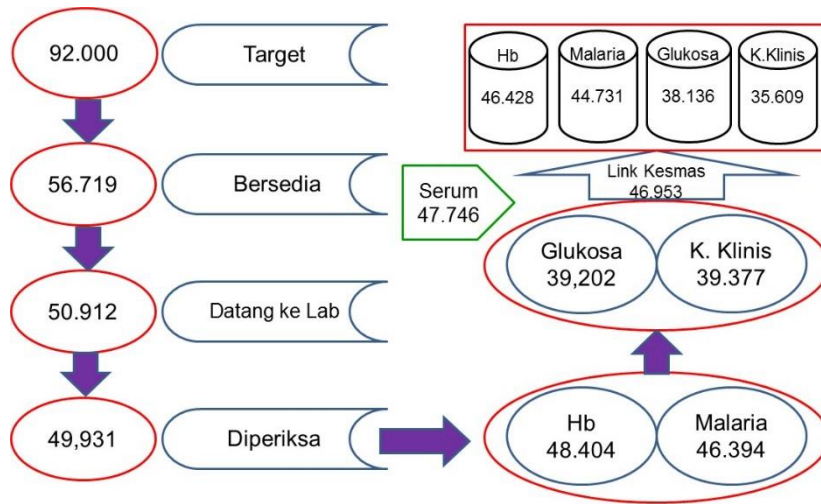 92.000
Target
56.719
Bersedia
50.912
Datang ke Lab
49,931
Diperiksa
Hb
48.404
Malaria
46.394
Glukosa
39,202
K. Klinis
39.377
Serum
47.746
Link Kesmas
46.953
Hb
46.428
Malaria
44.731
Glukosa
38.136
K.Klinis
35.609